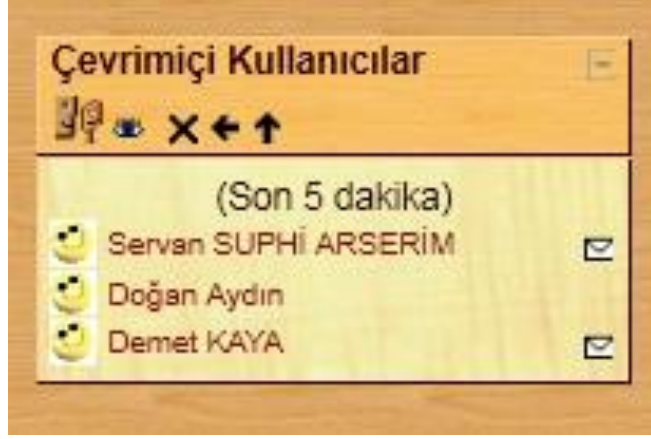 Çevrimiçi Kullanıcılar
(Son 5 dakika)
Servan SUPHİ ARSERİM
Doğan Aydın
Demet KAYA